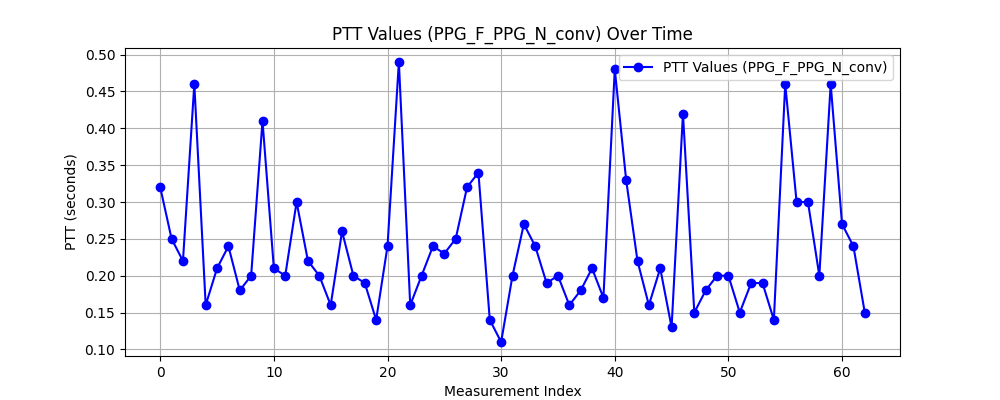 PTT Values (PPG_F_PPG_N_conv) Over Time
PTT Values (PPG_F_PPG_N_conv)
PTT (seconds)
0.50
0.45
0.40
0.35
0.30
0.25
0.20
0.15
0.10
0 10 20 30 40 50 60
Measurement Index